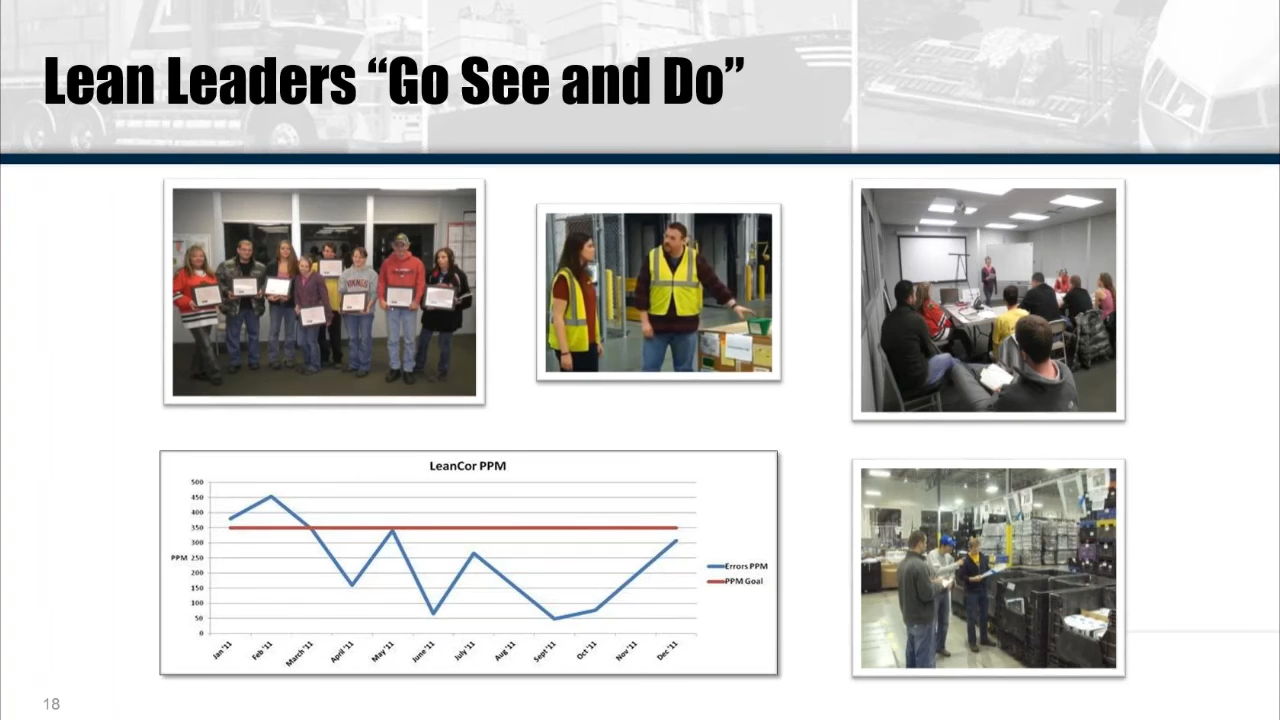 Lean Leaders “Go See and Do”
LeanCor PPM
500
450
400
350
300
PPM 250
200
150
100
50
0
Jan '11 Feb '11 March '11 April '11 May '11 June '11 July '11 Aug '11 Sept '11 Oct '11 Nov '11 Dec '11
Errors PPM
PPM Goal
18